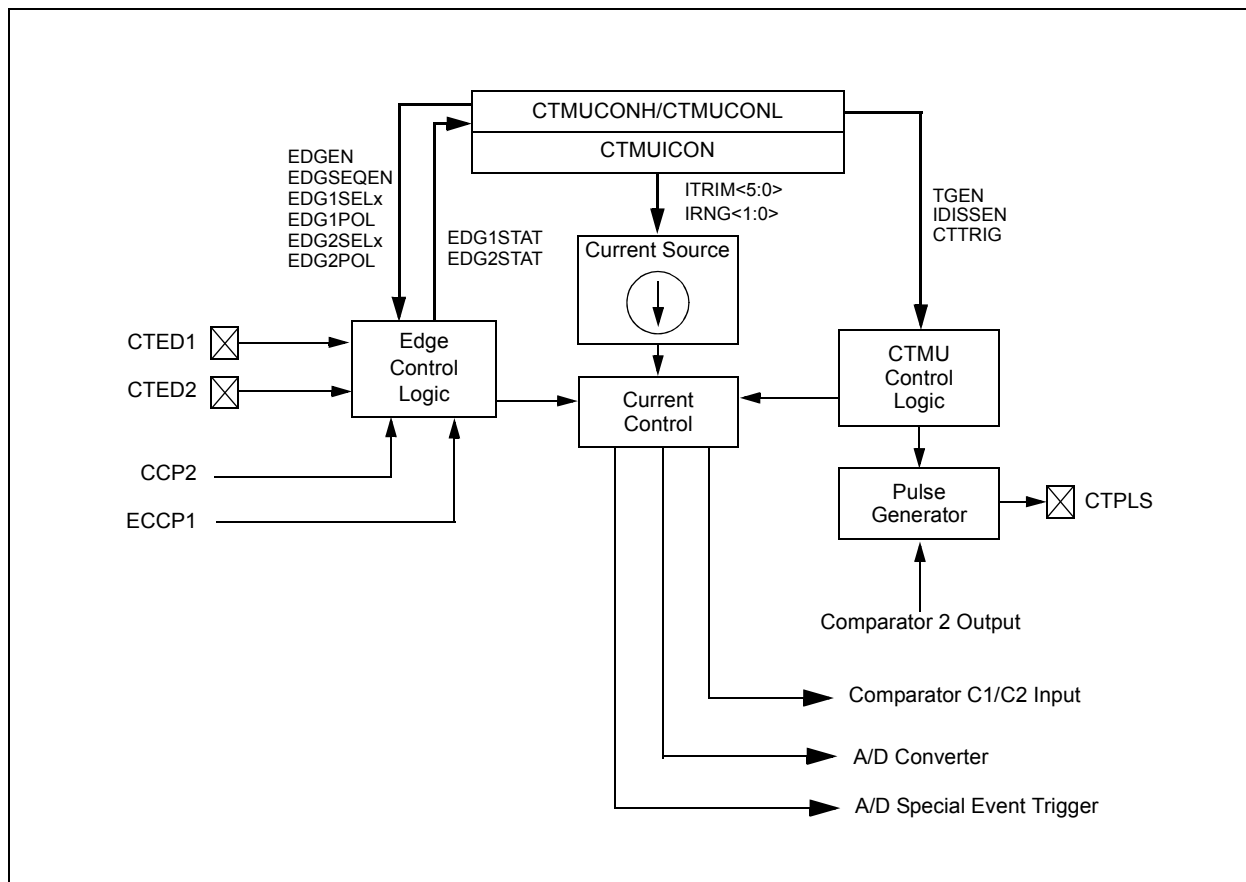 CTMUCONH/CTMUCONL
CTMUICON
EDGEN
EDGSEQEN
EDG1SELx
EDG1POL
EDG2SELx
EDG2POL
EDG1STAT
EDG2STAT
ITRIM<5:0>
IRNG<1:0>
TGEN
IDISSEN
CTTRIG
Current Source
CTED1
CTED2
Edge
Control
Logic
Current
Control
CTMU
Control
Logic
CCP2
ECCP1
Pulse
Generator
CTPLS
Comparator 2 Output
Comparator C1/C2 Input
A/D Converter
A/D Special Event Trigger